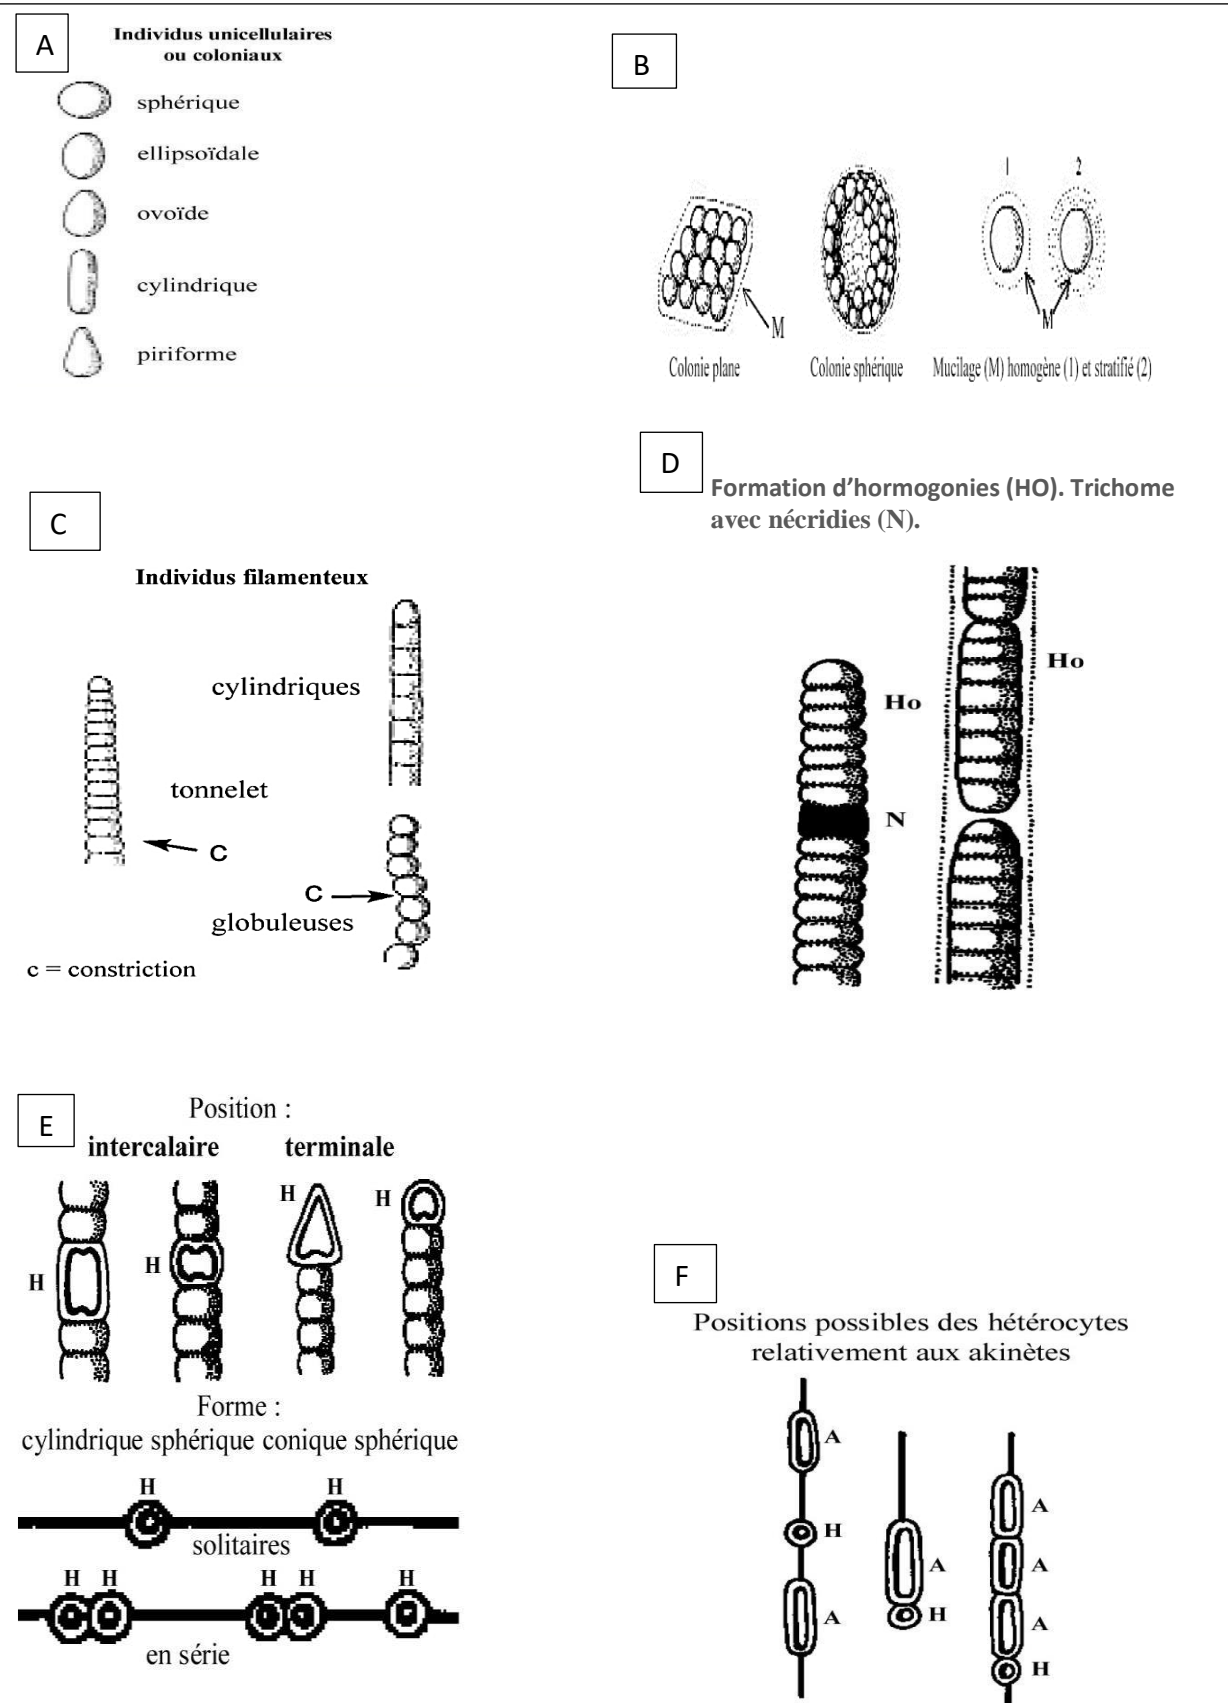 A
Individus unicellulaires
ou coloniaux
sphérique
ellipsoïdale
ovoïde
cylindrique
piriforme
B
1 2
M
M
Colonie plane
Colonie sphérique
Mucilage (M) homogène (1) et stratifié (2)
C
Individus filamenteux
cylindriques
tonnelet
C
C
globuleuses
c = constriction
D
Formation d’hormogonies (HO). Trichome
avec nécridies (N).
Ho
Ho
N
E
Position :
intercalaire terminale
H H
H
H
Forme :
cylindrique sphérique conique sphérique
H H
solitaires
H H H H H
en série
F
Positions possibles des hétérocytes
relativement aux akinètes
A
H
A
A
H
A
A
A
H